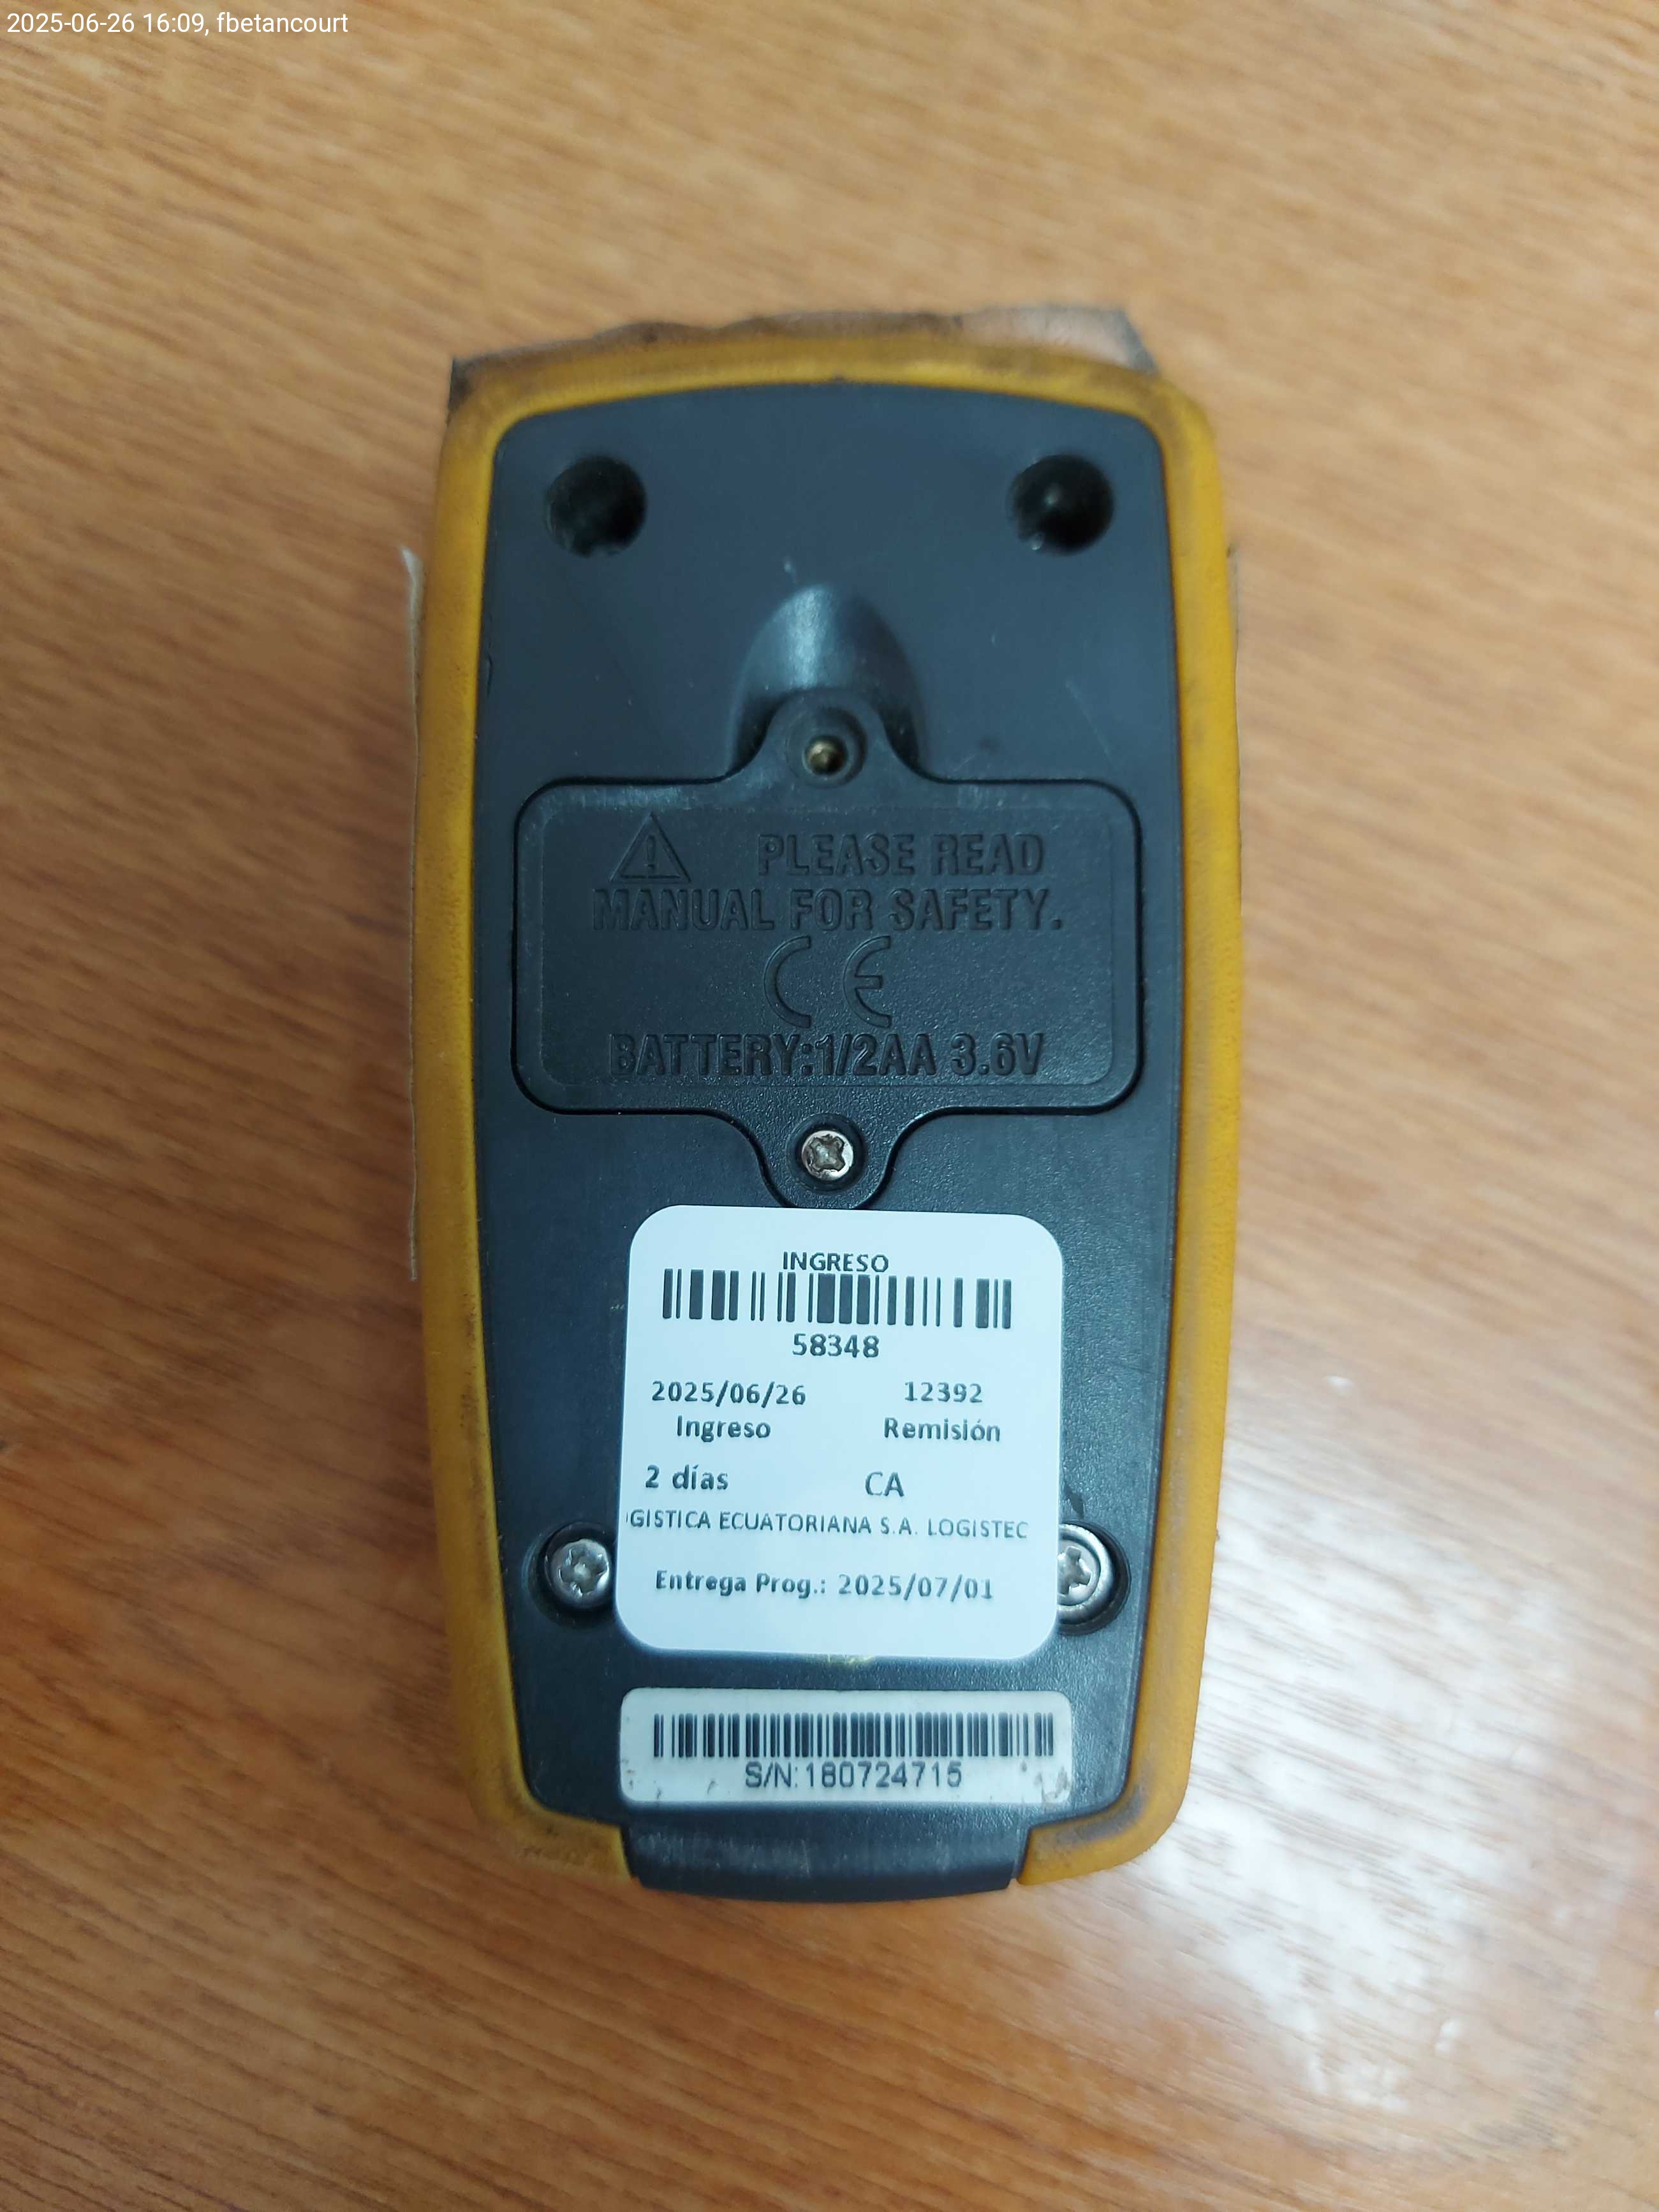 2025-06-26 16:09, fbetancourt
PLEASE READ
MANUAL FOR SAFETY.
CE
BATTERY:1/2AA 3.6V
INGRESO
58348
2025/06/26 12392
Ingreso Remisión
2 días CA
GISTICA ECUATORIANA S.A. LOGISTEC
Entrega Prog.: 2025/07/01
S/N:180724715